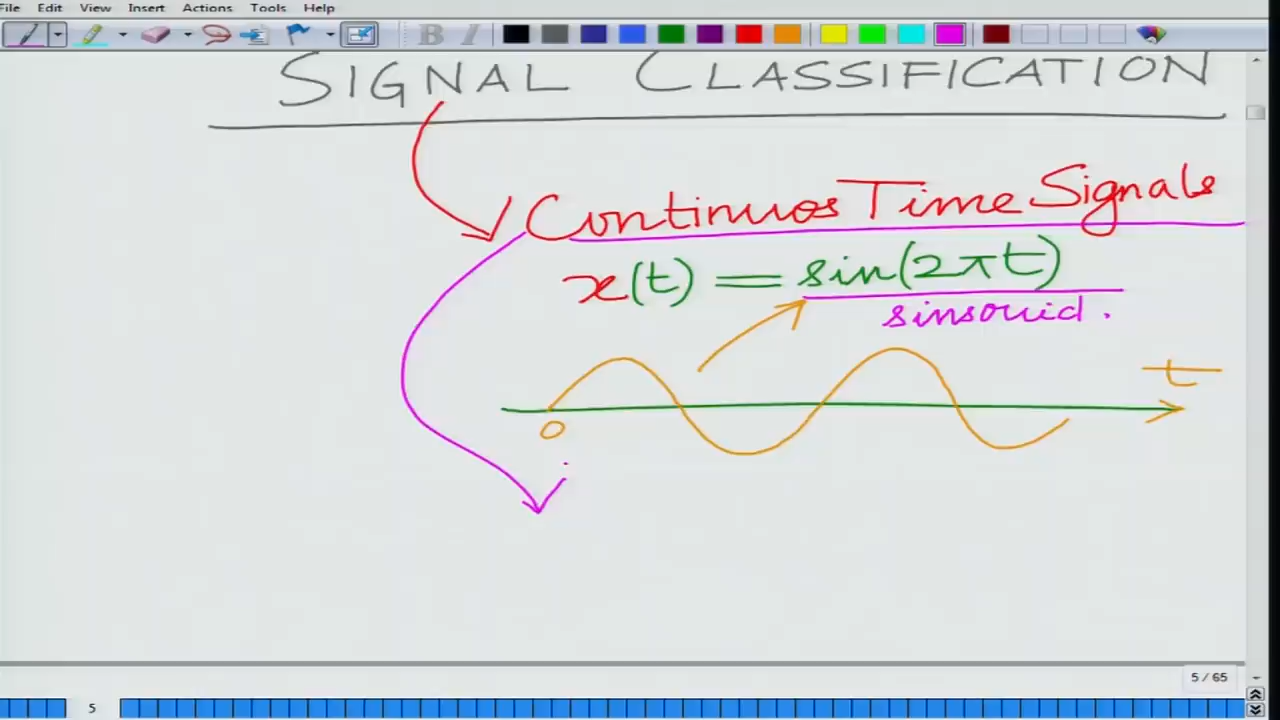 File Edit View Insert Actions Tools Help
B I
SIGNAL CLASSIFICATION
Continuos Time Signals
x(t) = sin(2πt)
sinsouid.
t
0
5 / 65
5